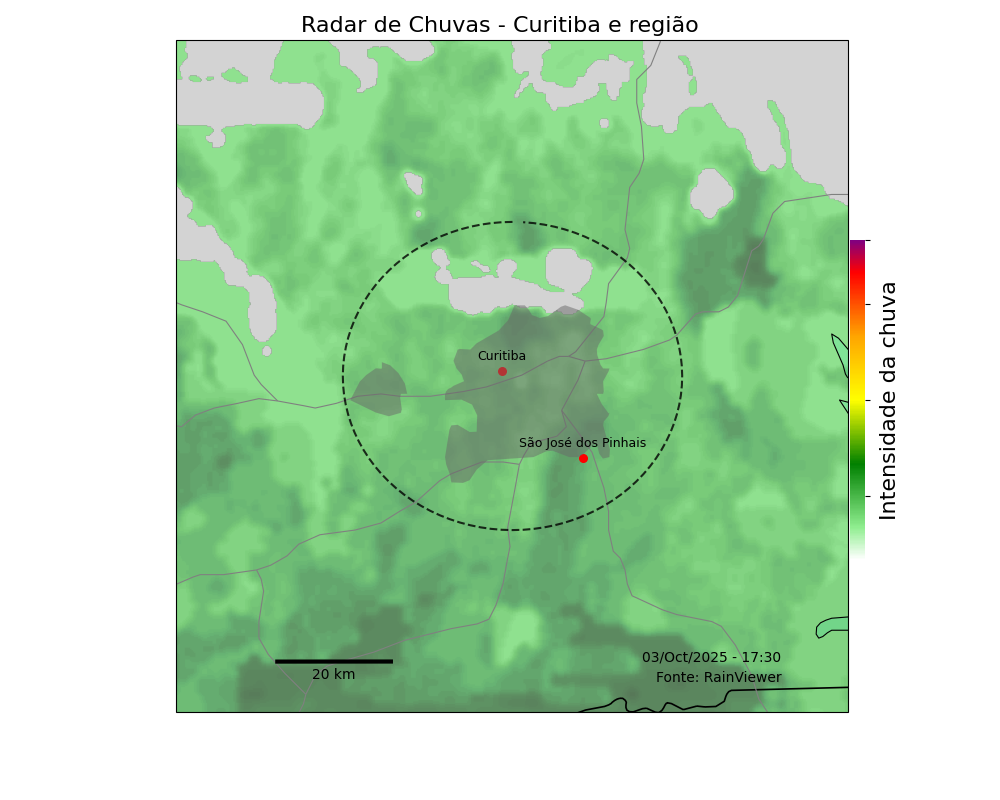 Radar de Chuvas - Curitiba e região
Curitiba
São José dos Pinhais
Intensidade da chuva
03/Oct/2025 - 17:30
Fonte: RainViewer
20 km